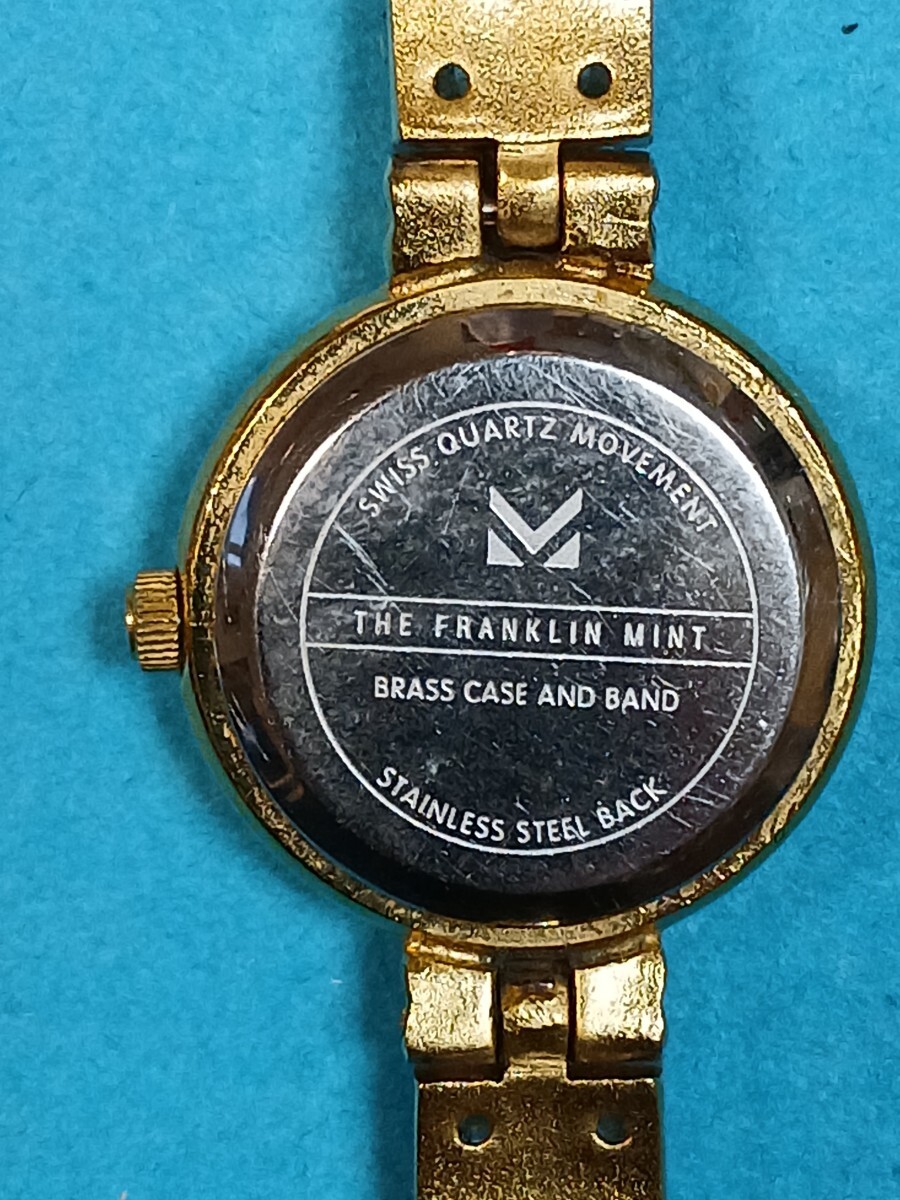 SWISS QUARTZ MOVEMENT
THE FRANKLIN MINT
BRASS CASE AND BAND
STAINLESS STEEL BACK